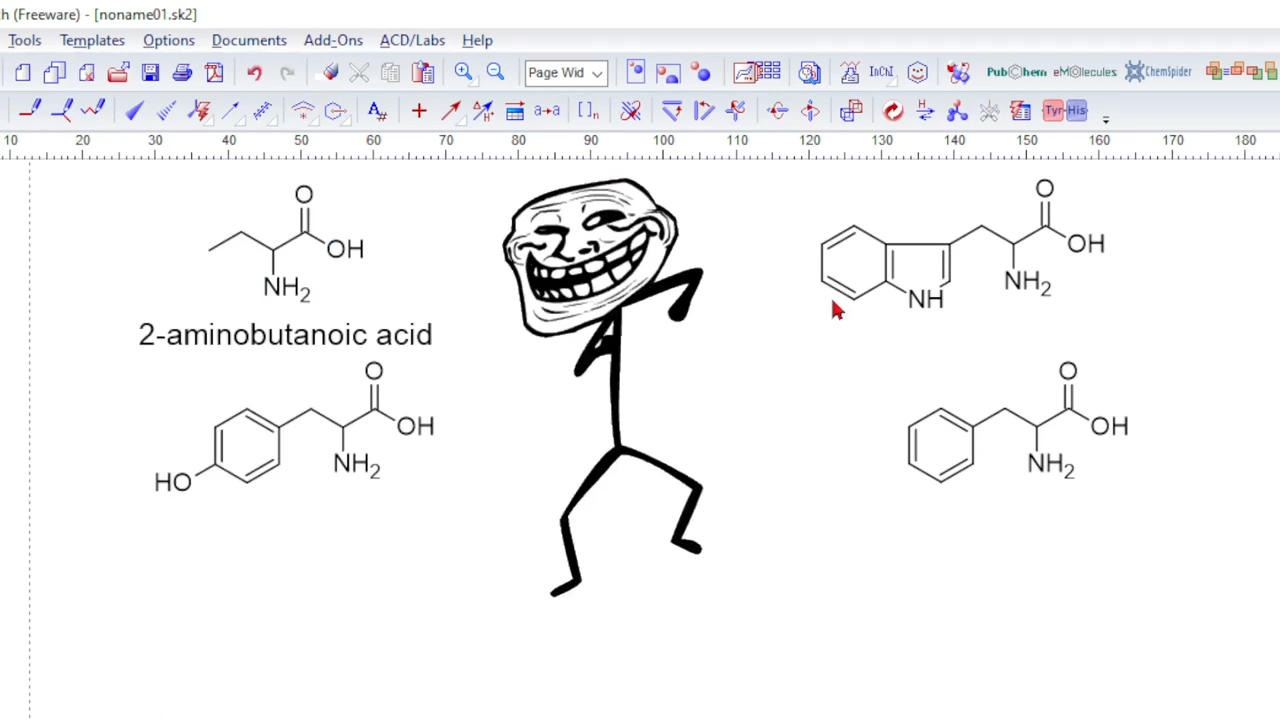 h (Freeware) - [noname01.sk2]
Tools Templates Options Documents Add-Ons ACD/Labs Help
Page Wid InChI PubChem eMolecules ChemSpider
A# H n a→a H Tyr His
10 20 30 40 50 60 70 80 90 100 110 120 130 140 150 160 170 180
O
OH
NH2
2-aminobutanoic acid
O
OH
NH2
HO
O
OH
NH2
NH
O
OH
NH2